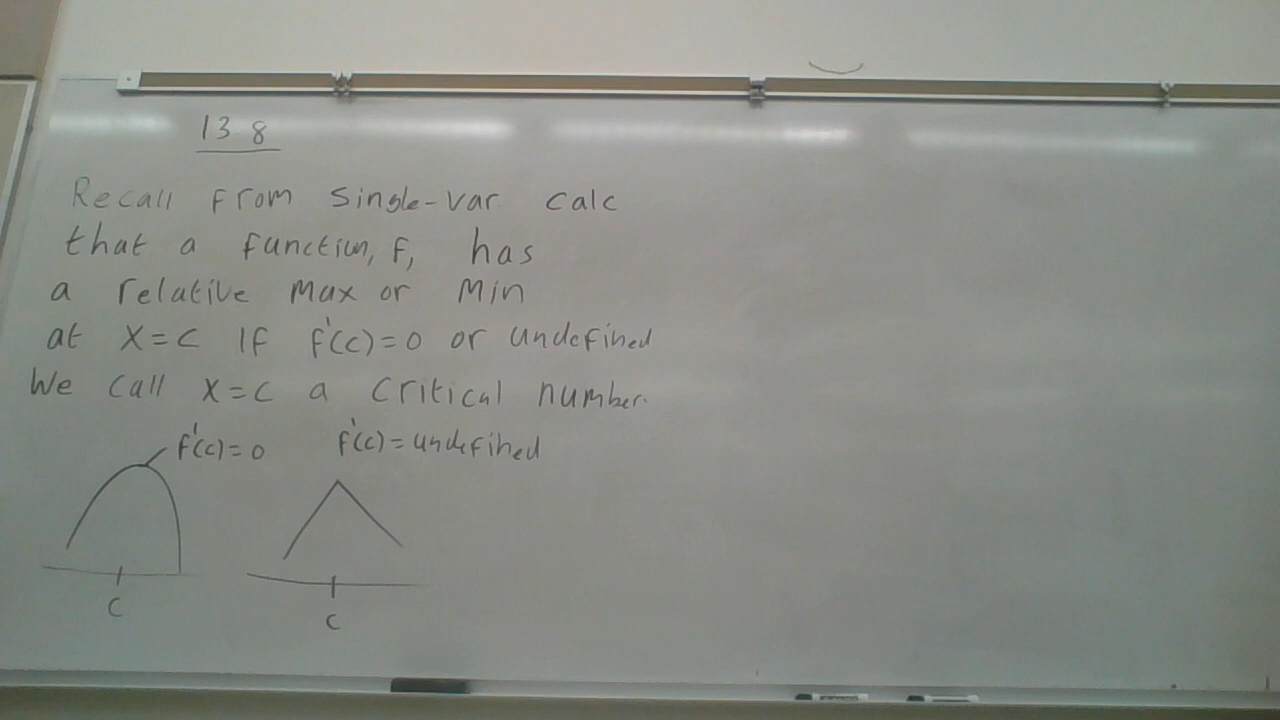 13.8
Recall from single-var calc
that a function, f, has
a relative max or min
at x=c if f'(c)=0 or undefined
We call x=c a critical number.
f'(c)=0 f'(c)=undefined
c c